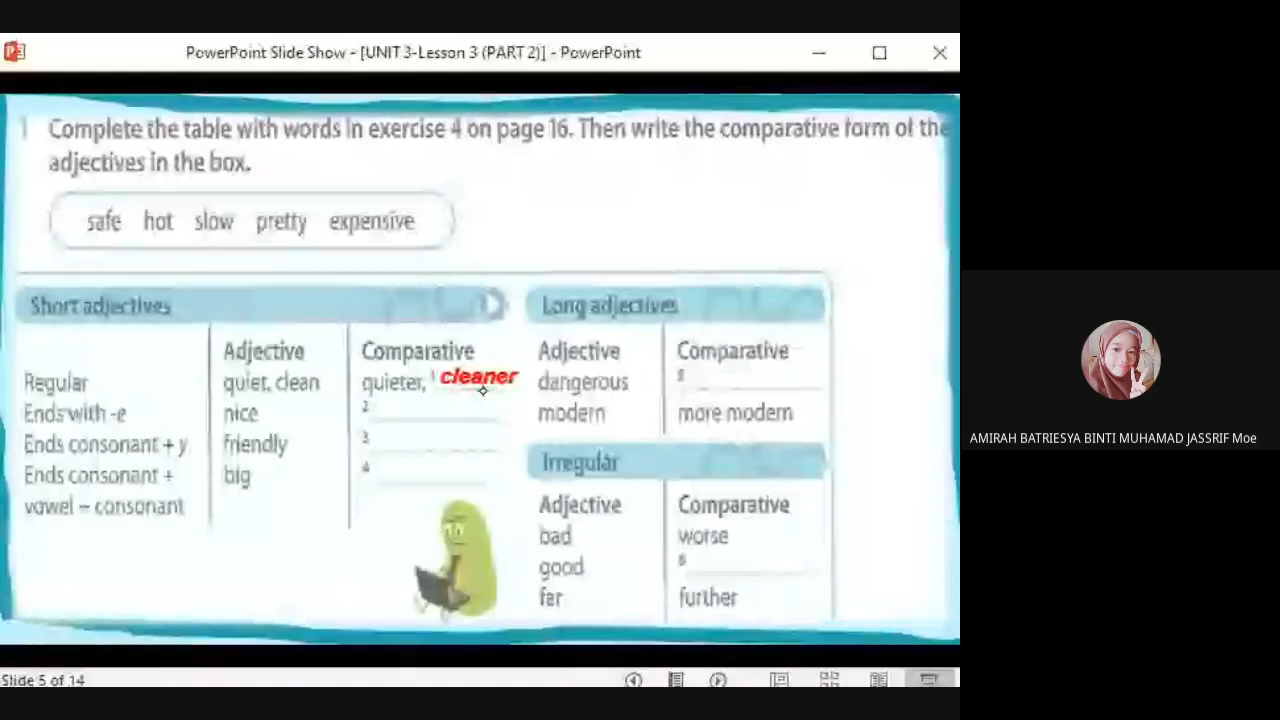 PowerPoint Slide Show - [UNIT 3-Lesson 3 (PART 2)] - PowerPoint
1 Complete the table with words in exercise 4 on page 16. Then write the comparative form of the
adjectives in the box.
safe hot slow pretty expensive
Short adjectives
Adjective Comparative
Regular quiet, clean quieter, 1 cleaner
Ends with -e nice 2
Ends consonant + y friendly 3
Ends consonant + big 4
vowel + consonant
Long adjectives
Adjective Comparative
dangerous 5
modern more modern
Irregular
Adjective Comparative
bad worse
good 6
far further
AMIRAH BATRIESYA BINTI MUHAMAD JASSRIF Moe
Slide 5 of 14